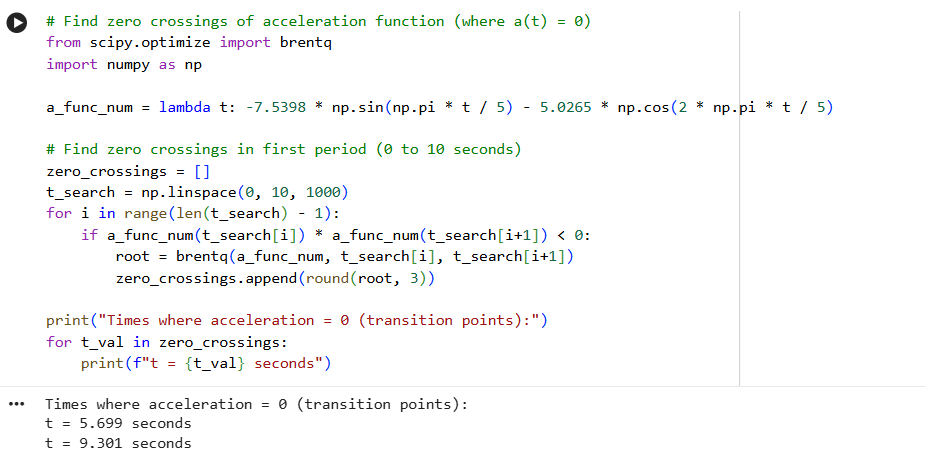 # Find zero crossings of acceleration function (where a(t) = 0)
from scipy.optimize import brentq
import numpy as np

a_func_num = lambda t: -7.5398 * np.sin(np.pi * t / 5) - 5.0265 * np.cos(2 * np.pi * t / 5)

# Find zero crossings in first period (0 to 10 seconds)
zero_crossings = []
t_search = np.linspace(0, 10, 1000)
for i in range(len(t_search) - 1):
    if a_func_num(t_search[i]) * a_func_num(t_search[i+1]) < 0:
        root = brentq(a_func_num, t_search[i], t_search[i+1])
        zero_crossings.append(round(root, 3))

print("Times where acceleration = 0 (transition points):")
for t_val in zero_crossings:
    print(f"t = {t_val} seconds")

Times where acceleration = 0 (transition points):
t = 5.699 seconds
t = 9.301 seconds